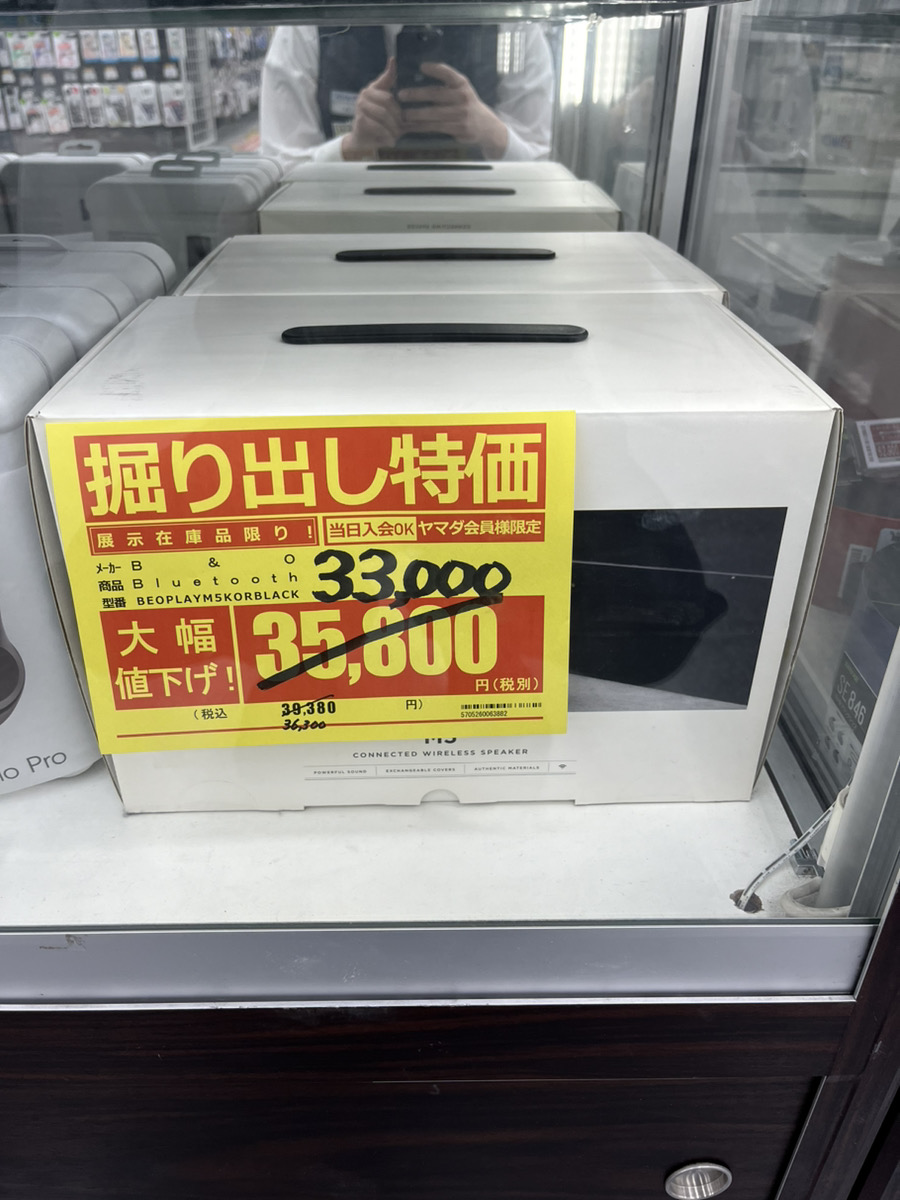 掘り出し特価
展示在庫品限り!
当日入会OK ヤマダ会員様限定
メーカー B & O
商品 Bluetooth
型番 BEOPLAYM5KORBLACK
33,000
大幅
値下げ!
35,800
円(税別)
(税込 39,380 円)
36,300
5705260063882
M5
CONNECTED WIRELESS SPEAKER
POWERFUL SOUND EXCHANGEABLE COVERS AUTHENTIC MATERIALS
io Pro
SE846